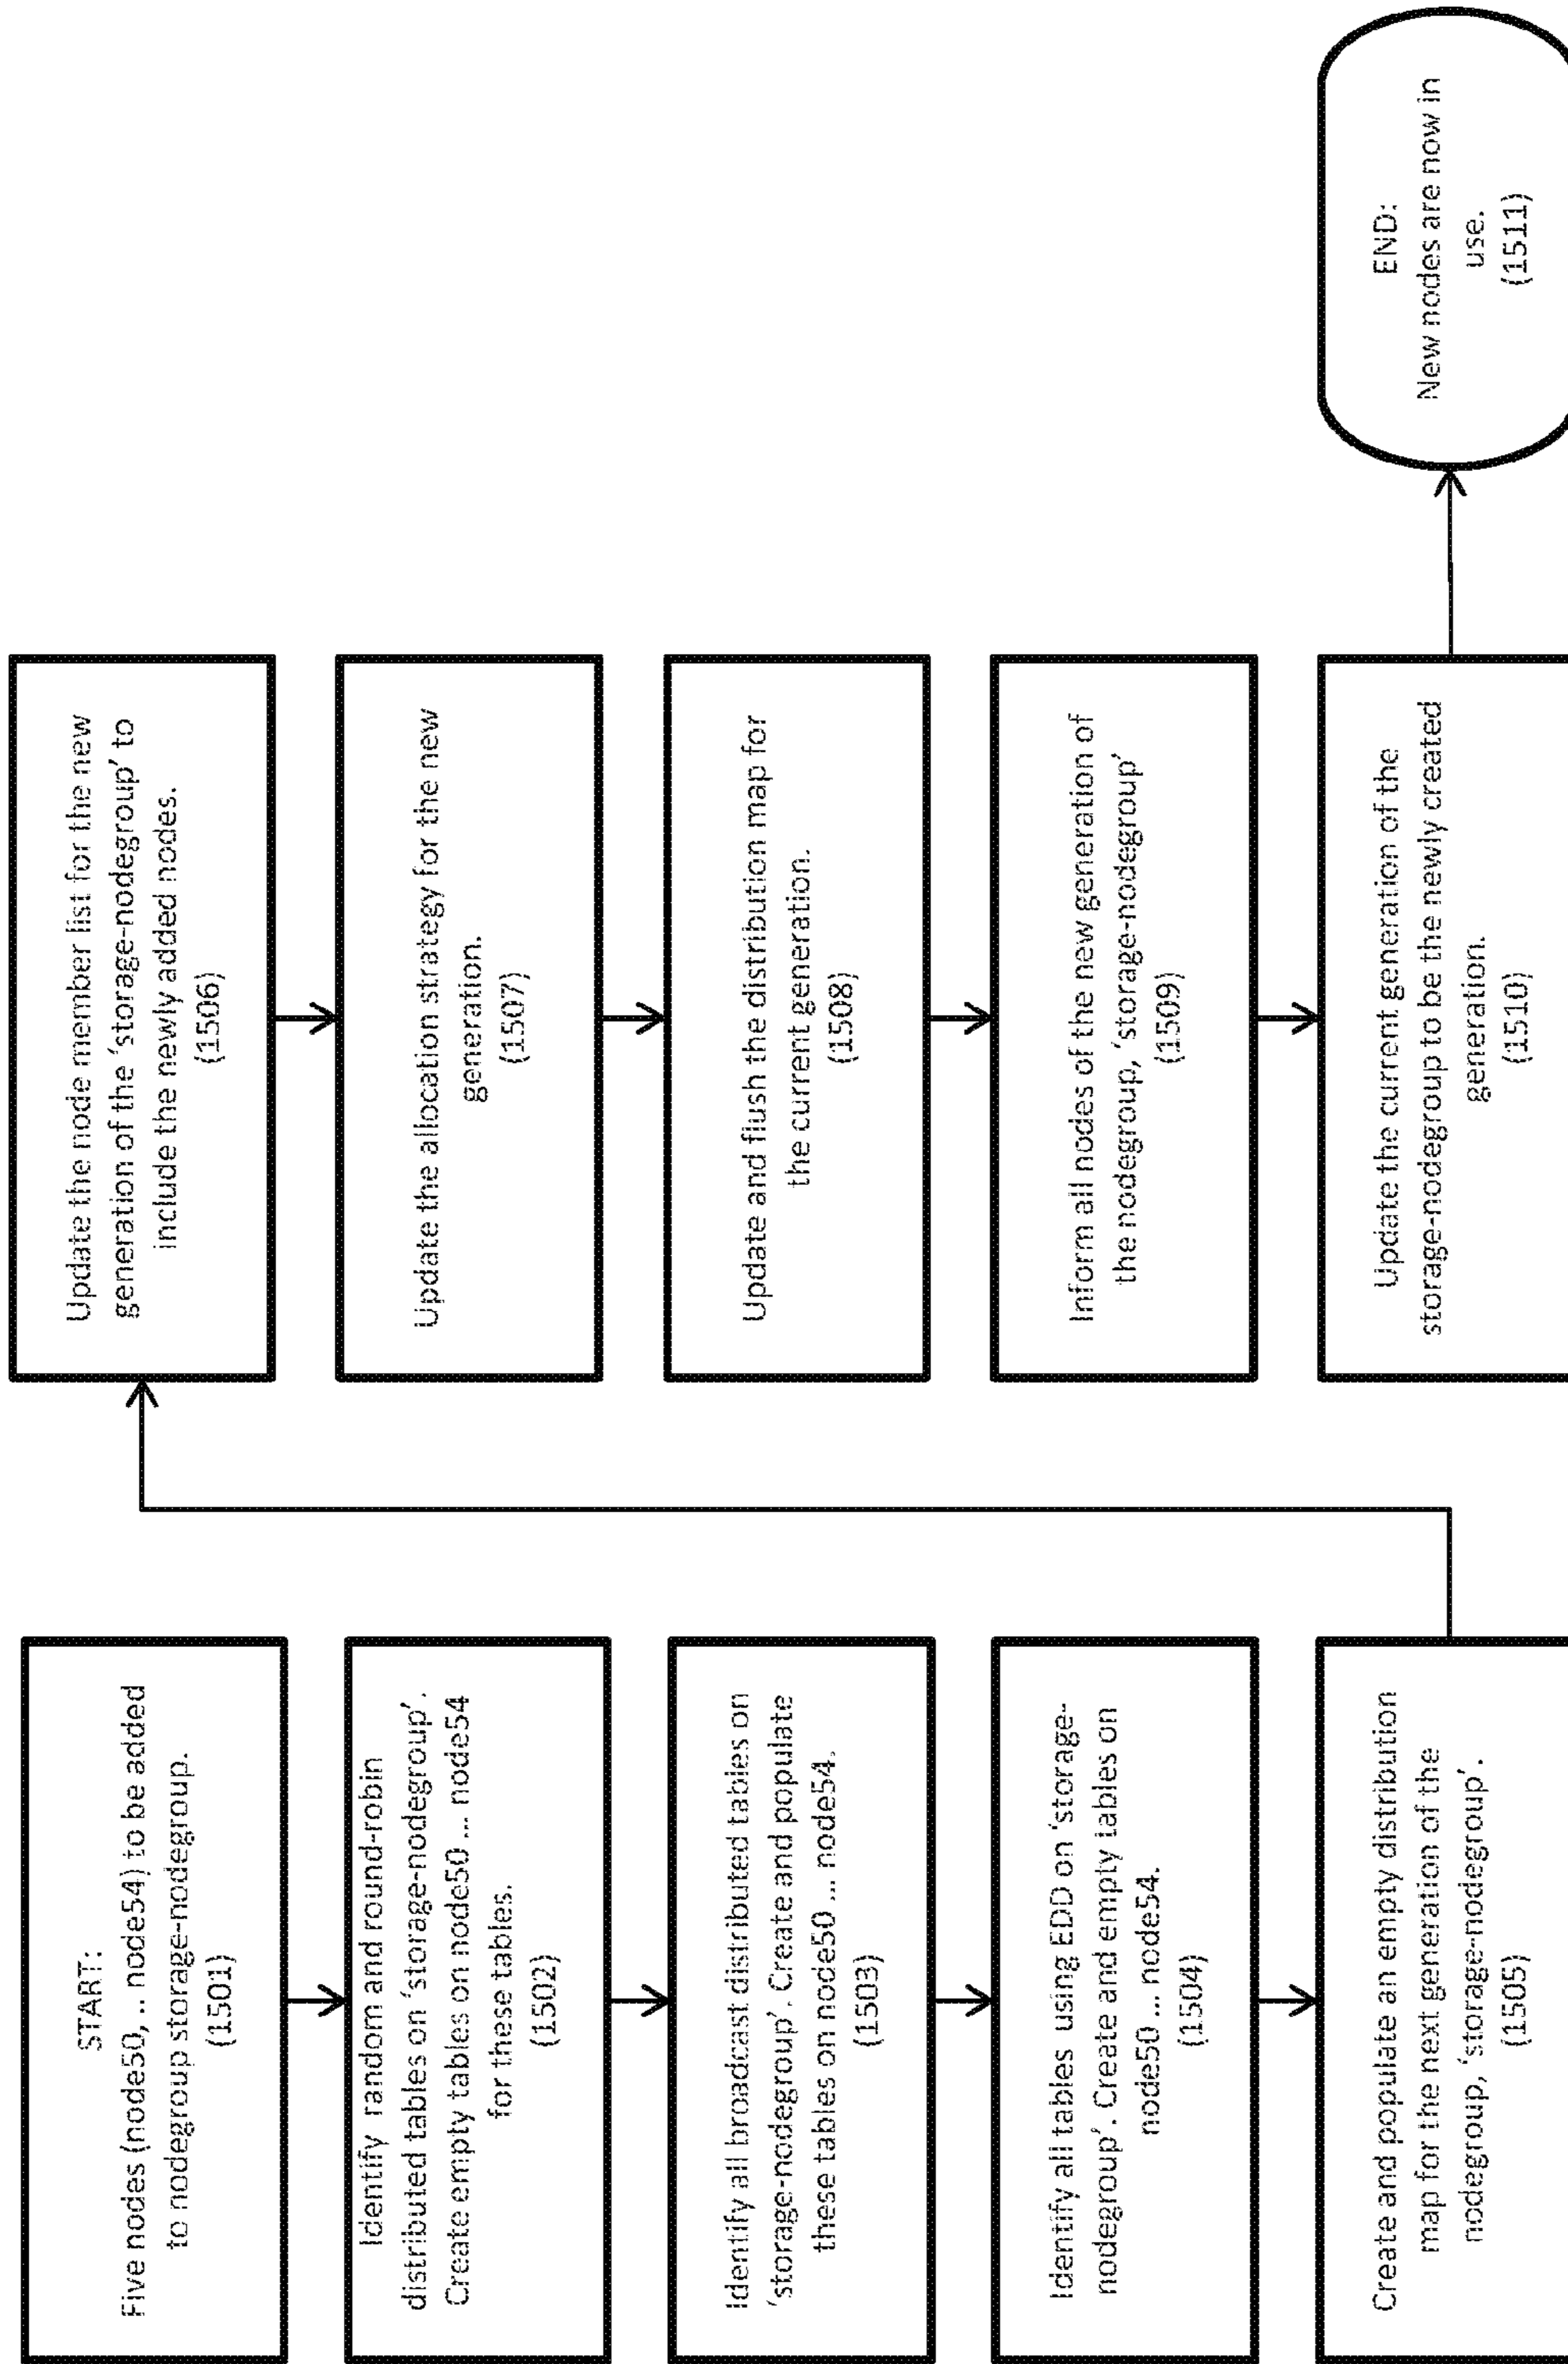 START:
Five nodes (node50, .. node54) to be added
to nodegroup storage-nodegroup.
(1501)
Identify random and round-robin
distributed tables on ‘storage-nodegroup’.
Create empty tables on node50 ... node54
for these tables.
(1502)
Identify all broadcast distributed tables on
‘storage-nodegroup’. Create and populate
these tables on node50 ... node54.
(1503)
Identify all tables using EDD on ‘storage-
nodegroup’. Create and empty tables on
node50 ... node54.
(1504)
Create and populate an empty distribution
map for the next generation of the
nodegroup, ‘storage-nodegroup’.
(1505)
Update the node member list for the new
generation of the ‘storage-nodegroup’ to
include the newly added nodes.
(1506)
Update the allocation strategy for the new
generation.
(1507)
Update and flush the distribution map for
the current generation.
(1508)
Inform all nodes of the new generation of
the nodegroup, ‘storage-nodegroup’
(1509)
Update the current generation of the
storage-nodegroup to be the newly created
generation.
(1510)
END:
New nodes are now in
use.
(1511)